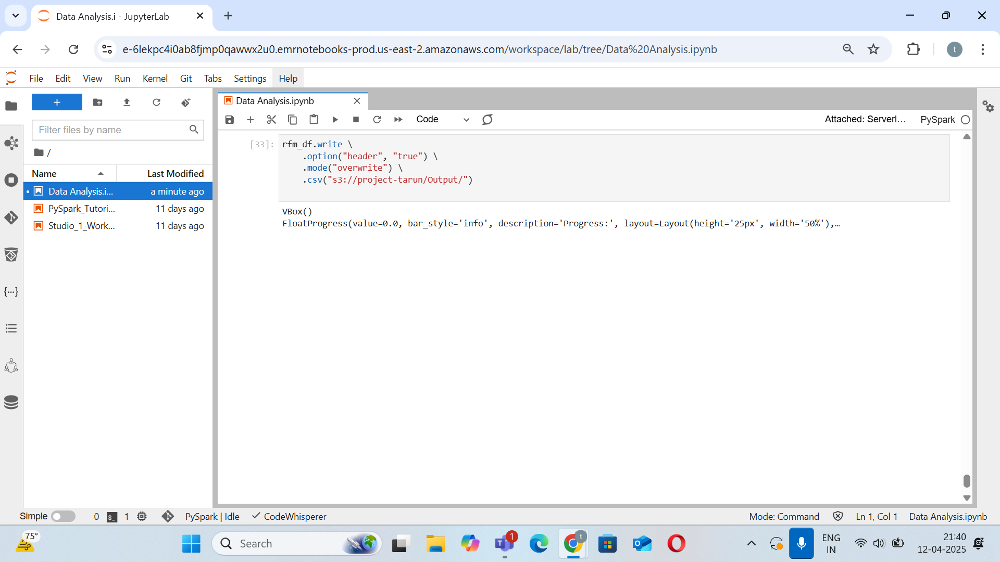 Data Analysis.i - JupyterLab
e-6lekpc4i0ab8fjmp0qawwx2u0.emrnotebooks-prod.us-east-2.amazonaws.com/workspace/lab/tree/Data%20Analysis.ipynb
t
File Edit View Run Kernel Git Tabs Settings Help
Data Analysis.ipynb
Code
Attached: Serverl…
PySpark
Filter files by name
/
Name
Last Modified
Data Analysis.i...
a minute ago
PySpark_Tutori...
11 days ago
Studio_1_Work...
11 days ago
[33]:
rfm_df.write \
.option("header", "true") \
.mode("overwrite") \
.csv("s3://project-tarun/Output/")
VBox()
FloatProgress(value=0.0, bar_style='info', description='Progress:', layout=Layout(height='25px', width='50%'),…
Simple
0
$_
1
PySpark | Idle
CodeWhisperer
Mode: Command
Ln 1, Col 1
Data Analysis.ipynb
75°
Search
1
t
ENG
IN
21:40
12-04-2025